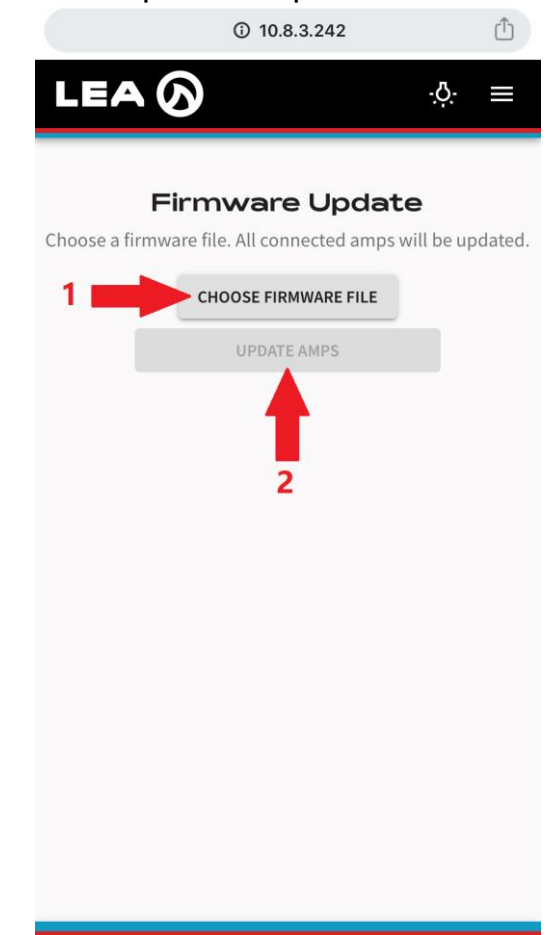 10.8.3.242
LEA
Firmware Update
Choose a firmware file. All connected amps will be updated.
1
CHOOSE FIRMWARE FILE
UPDATE AMPS
2